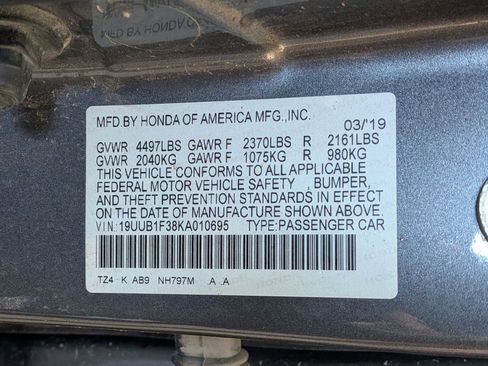 MFD.BY HONDA OF AMERICA MFG.,INC.
03/'19
GVWR 4497LBS GAWR F 2370LBS R 2161LBS
GVWR 2040KG GAWR F 1075KG R 980KG
THIS VEHICLE CONFORMS TO ALL APPLICABLE
FEDERAL MOTOR VEHICLE SAFETY , BUMPER,
AND THEFT PREVENTION STANDARDS IN EFFECT
ON THE DATE OF MANUFACTURE SHOWN ABOVE.
V.I.N:19UUB1F38KA010695 TYPE:PASSENGER CAR
TZ4 K AB9 NH797M A A